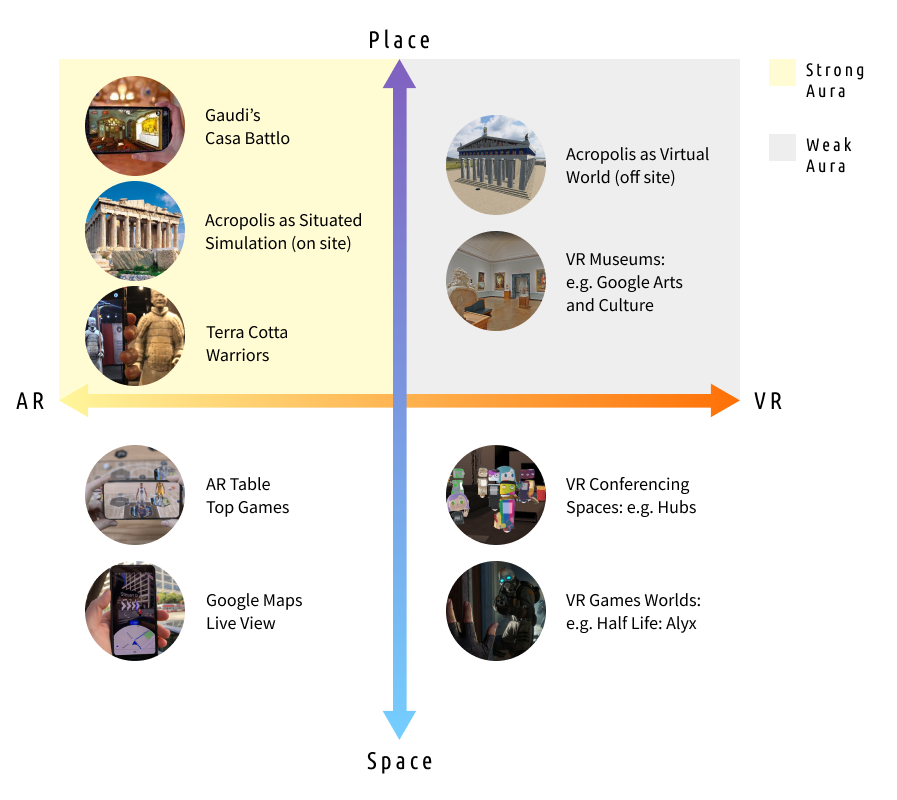 Place
Strong
Aura
Weak
Aura
Gaudi's
Casa Battlo
Acropolis as Situated
Simulation (on site)
Terra Cotta
Warriors
Acropolis as Virtual
World (off site)
VR Museums:
e.g. Google Arts
and Culture
AR
VR
AR Table
Top Games
Google Maps
Live View
VR Conferencing
Spaces: e.g. Hubs
VR Games Worlds:
e.g. Half Life: Alyx
Space